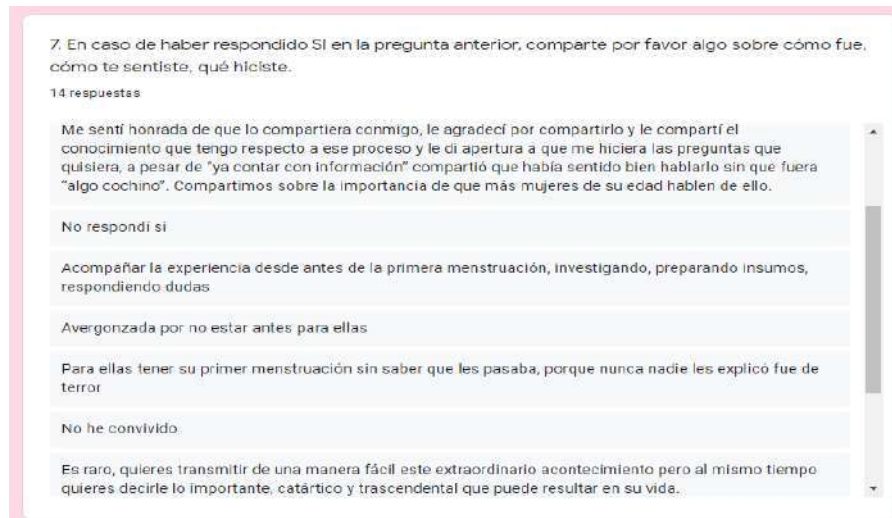 7. En caso de haber respondido SI en la pregunta anterior, comparte por favor algo sobre cómo fue,
cómo te sentiste, qué hiciste.
14 respuestas
Me sentí honrada de que lo compartiera conmigo, le agradecí por compartirlo y le compartí el
conocimiento que tengo respecto a ese proceso y le di apertura a que me hiciera las preguntas que
quisiera, a pesar de "ya contar con información" compartió que había sentido bien hablarlo sin que fuera
"algo cochino". Compartimos sobre la importancia de que más mujeres de su edad hablen de ello.
No respondí si
Acompañar la experiencia desde antes de la primera menstruación, investigando, preparando insumos,
respondiendo dudas
Avergonzada por no estar antes para ellas
Para ellas tener su primer menstruación sin saber que les pasaba, porque nunca nadie les explicó fue de
terror
No he convivido
Es raro, quieres transmitir de una manera fácil este extraordinario acontecimiento pero al mismo tiempo
quieres decirle lo importante, catártico y trascendental que puede resultar en su vida.